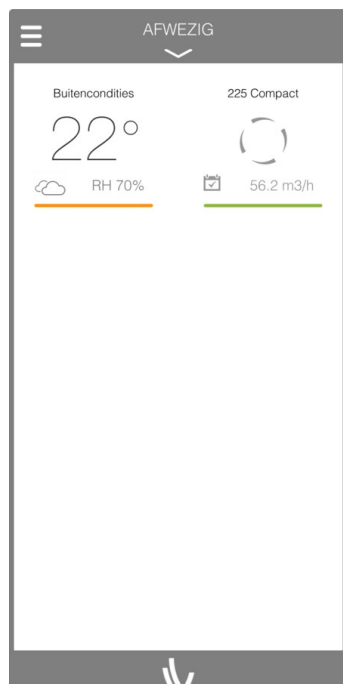 AFWEZIG
Buitencondities
225 Compact
22°
RH 70%
56.2 m3/h